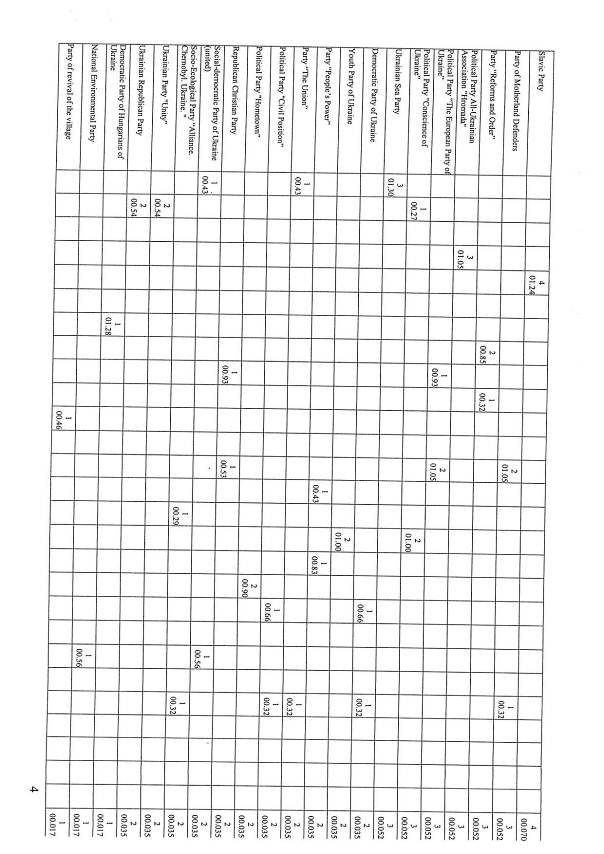 Slavic Party 4 4
01.24 00.070
Party of Motherland Defenders 2 1 3
01.05 00.32 00.052
Party "Reforms and Order" 2 1 3
00.85 00.32 00.052
Political Party All-Ukrainian 3 3
Association "Hromada" 01.05 00.052
Political Party "The European Party of 1 2 3
Ukraine" 00.93 01.05 00.052
Political Party "Conscience of 1 2 3
Ukraine" 00.27 01.00 00.052
Ukrainian Sea Party 3 3
01.30 00.052
Democratic Party of Ukraine 1 1 2
00.66 00.32 00.035
Youth Party of Ukraine 2 2
01.00 00.035
Party "People's Power" 1 1 2
00.43 00.83 00.035
Party "The Union" 1 1 2
00.43 00.32 00.035
Political Party "Civil Position" 1 1 2
00.66 00.32 00.035
Political Party "Hometown" 2 2
00.90 00.035
Republican Christian Party 1 1 2
00.93 00.53 00.035
Social-democratic Party of Ukraine 1 1 2
(united) 00.43 00.56 00.035
Socio-Ecological Party "Alliance. 1 1 2
Chernobyl. Ukraine. " 00.29 00.32 00.035
Ukrainian Party "Unity" 2 2
00.54 00.035
Ukrainian Republican Party 2 2
00.54 00.035
Democratic Party of Hungarians of 1 1
Ukraine 01.28 00.017
National Environmental Party 1 1
00.56 00.017
Party of revival of the village 1 1
00.46 00.017
4